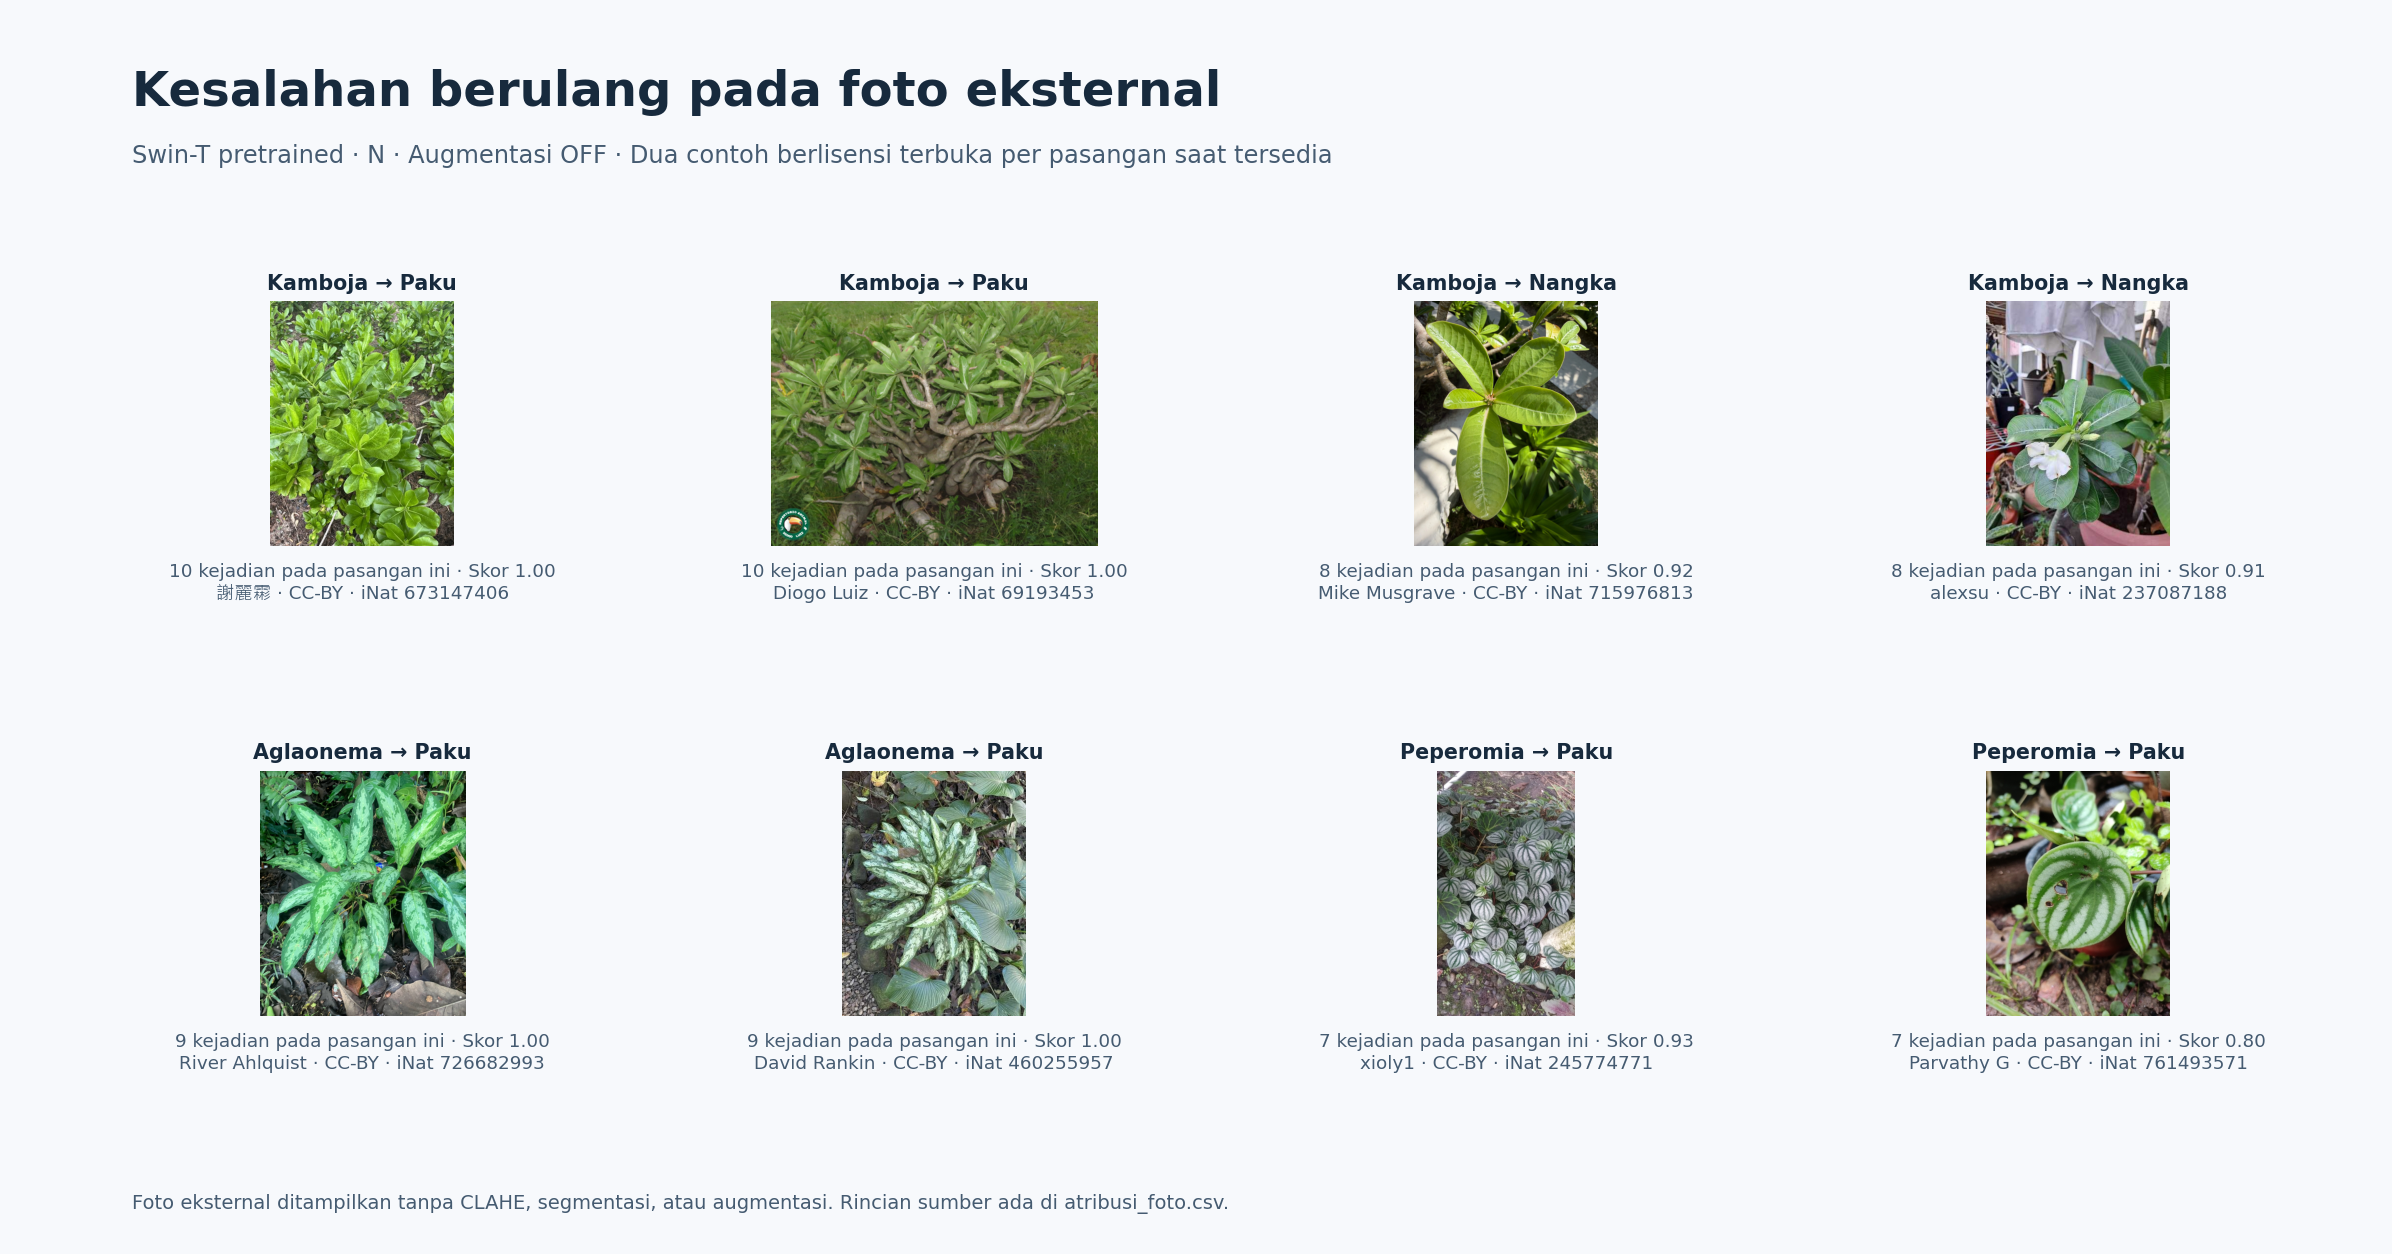 Kesalahan berulang pada foto eksternal
Swin-T pretrained · N · Augmentasi OFF · Dua contoh berlisensi terbuka per pasangan saat tersedia
Kamboja → Paku
Kamboja → Paku
Kamboja → Nangka
Kamboja → Nangka
10 kejadian pada pasangan ini · Skor 1.00
謝麗霜 · CC-BY · iNat 673147406
10 kejadian pada pasangan ini · Skor 1.00
Diogo Luiz · CC-BY · iNat 69193453
8 kejadian pada pasangan ini · Skor 0.92
Mike Musgrave · CC-BY · iNat 715976813
8 kejadian pada pasangan ini · Skor 0.91
alexsu · CC-BY · iNat 237087188
Aglaonema → Paku
Aglaonema → Paku
Peperomia → Paku
Peperomia → Paku
9 kejadian pada pasangan ini · Skor 1.00
River Ahlquist · CC-BY · iNat 726682993
9 kejadian pada pasangan ini · Skor 1.00
David Rankin · CC-BY · iNat 460255957
7 kejadian pada pasangan ini · Skor 0.93
xioly1 · CC-BY · iNat 245774771
7 kejadian pada pasangan ini · Skor 0.80
Parvathy G · CC-BY · iNat 761493571
Foto eksternal ditampilkan tanpa CLAHE, segmentasi, atau augmentasi. Rincian sumber ada di atribusi_foto.csv.